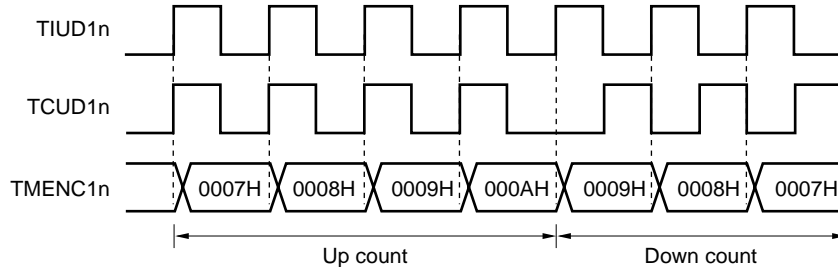 TIUD1n
TCUD1n
TMENC1n 0007H 0008H 0009H 000AH 0009H 0008H 0007H
Up count Down count